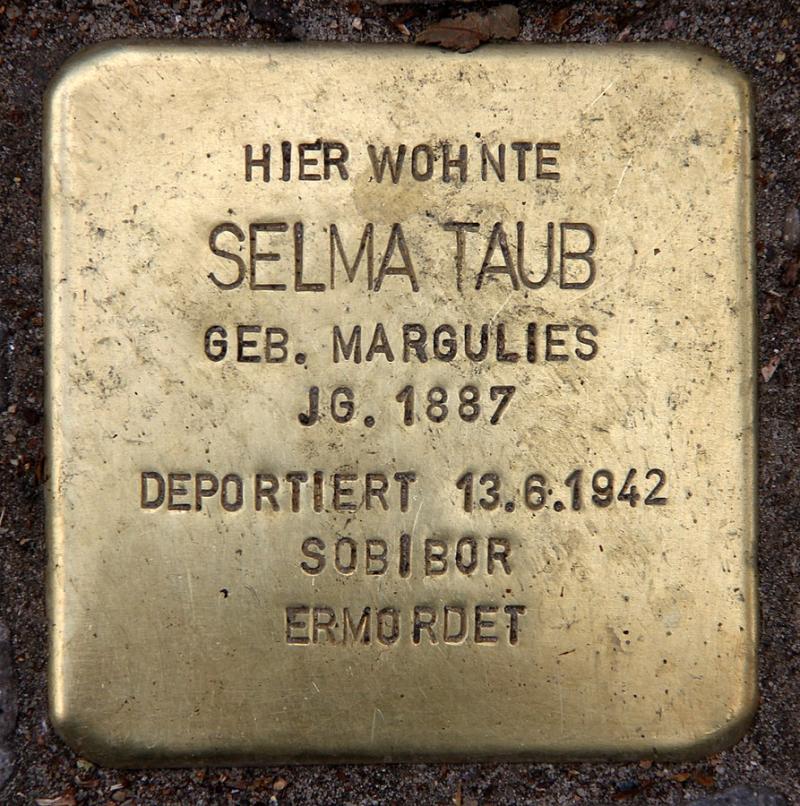 HIER WOHNTE
SELMA TAUB
GEB. MARGULIES
JG. 1887
DEPORTIERT 13.6.1942
SOBIBOR
ERMORDET